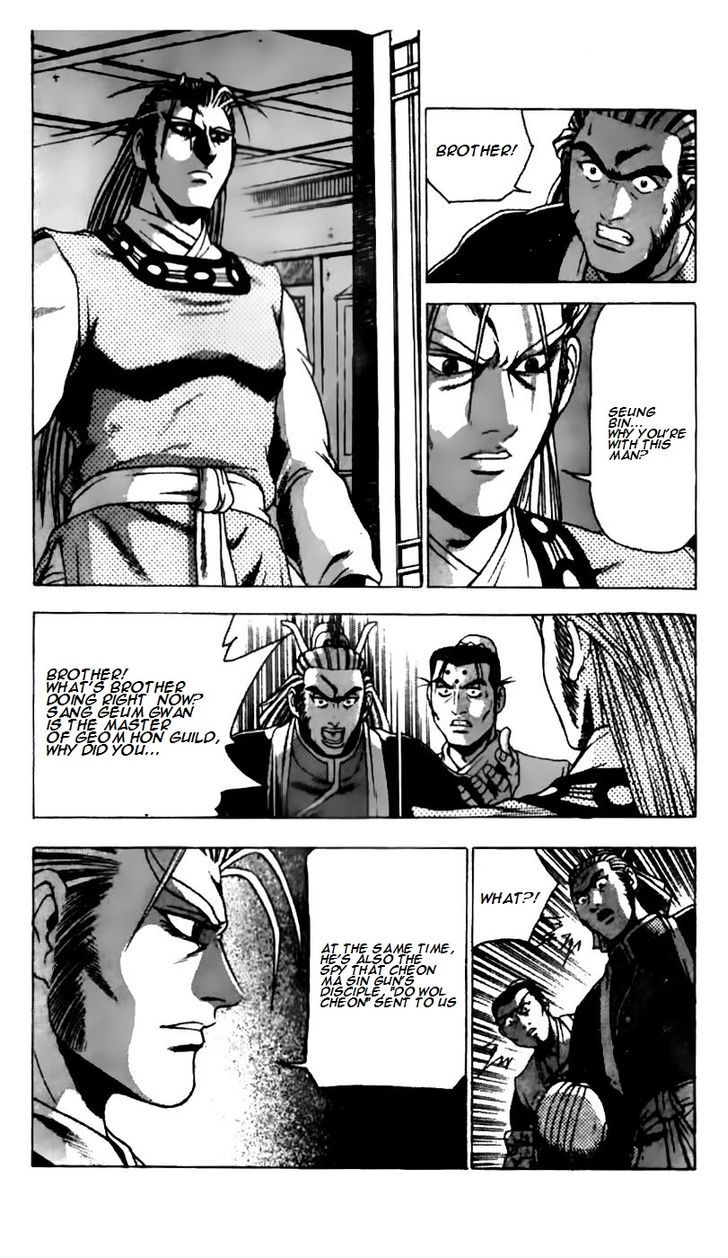 BROTHER!
SEUNG
BIN...
WHY YOU'RE
WITH THIS
MAN?
BROTHER!
WHAT'S BROTHER
DOING RIGHT NOW?
SANG GEUM GWAN
IS THE MASTER
OF GEOM HON GUILD,
WHY DID YOU...
AT THE SAME TIME,
HE'S ALSO THE
SPY THAT CHEON
MA SIN GUN'S
DISCIPLE, "DO WOL
CHEON" SENT TO US
WHAT?!